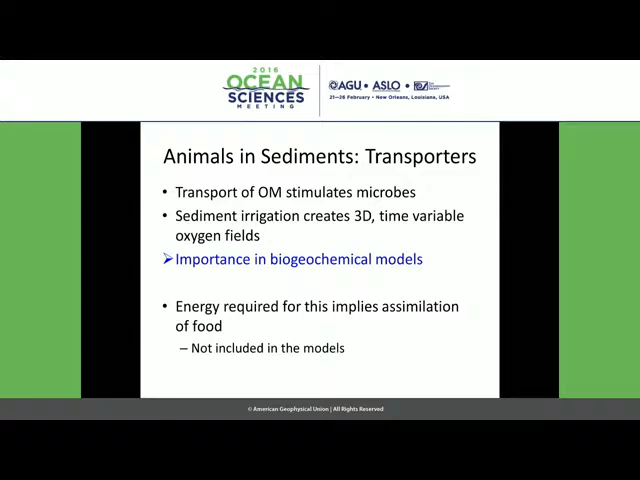 2016
OCEAN
SCIENCES
MEETING
AGU • ASLO •
21–26 February • New Orleans, Louisiana, USA
Animals in Sediments: Transporters
• Transport of OM stimulates microbes
• Sediment irrigation creates 3D, time variable
oxygen fields
➢Importance in biogeochemical models
• Energy required for this implies assimilation
of food
– Not included in the models
© American Geophysical Union | All Rights Reserved